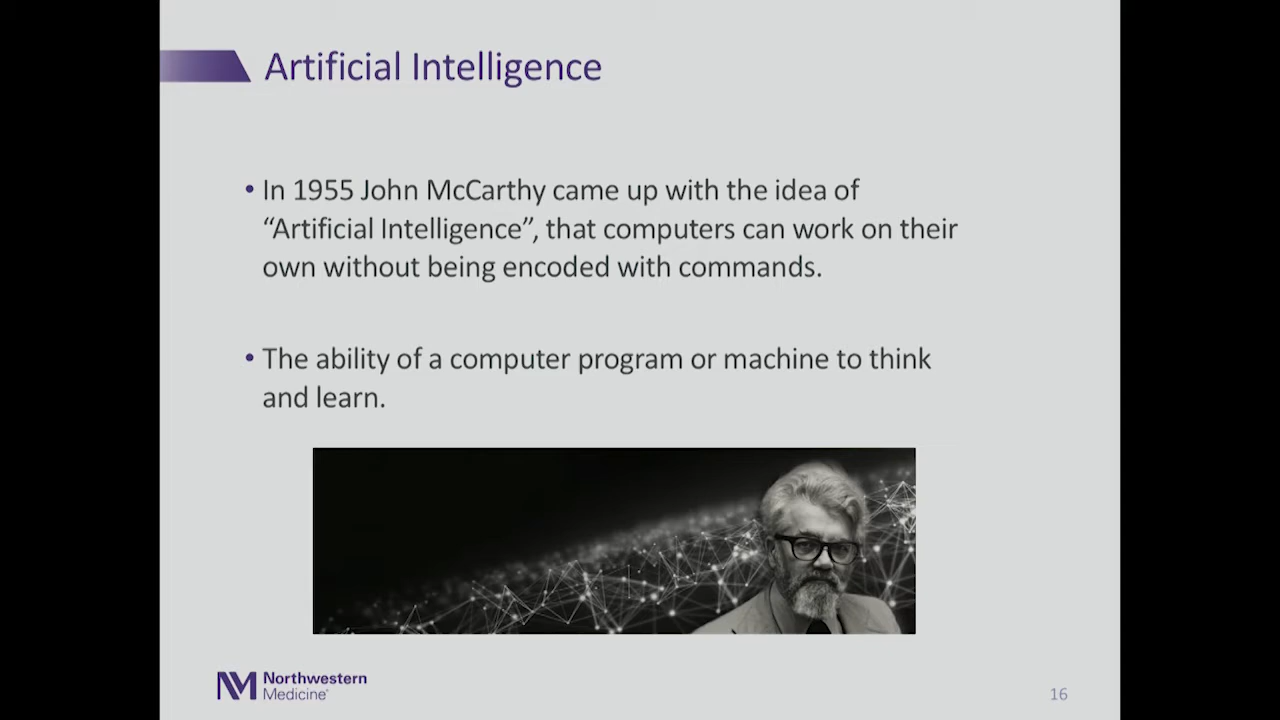 Artificial Intelligence
• In 1955 John McCarthy came up with the idea of
“Artificial Intelligence”, that computers can work on their
own without being encoded with commands.
• The ability of a computer program or machine to think
and learn.
Northwestern
Medicine
16